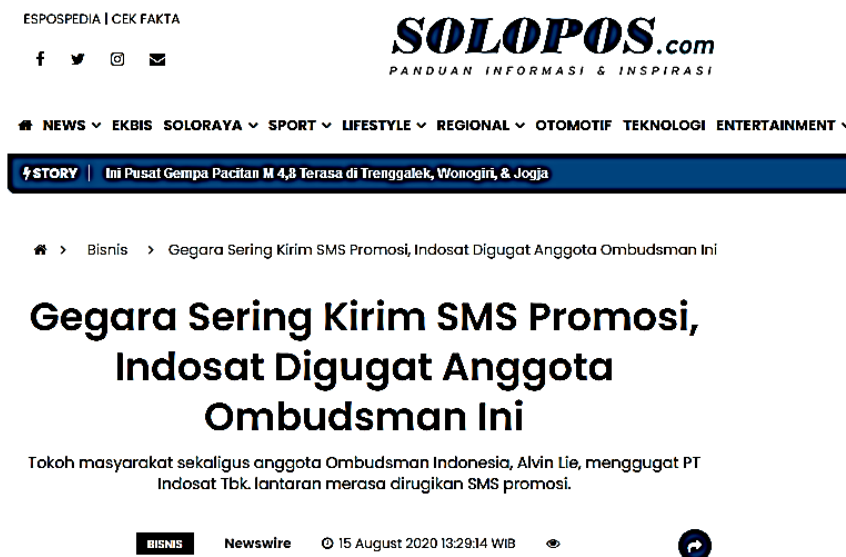 ESPOSPEDIA | CEK FAKTA
SOLOPOS.com
PANDUAN INFORMASI & INSPIRASI
NEWS EKBIS SOLORAYA SPORT LIFESTYLE REGIONAL OTOMOTIF TEKNOLOGI ENTERTAINMENT
STORY | Ini Pusat Gempa Pacitan M 4,8 Terasa di Trenggalek, Wonogiri, & Jogja
> Bisnis > Gegara Sering Kirim SMS Promosi, Indosat Digugat Anggota Ombudsman Ini
Gegara Sering Kirim SMS Promosi,
Indosat Digugat Anggota
Ombudsman Ini
Tokoh masyarakat sekaligus anggota Ombudsman Indonesia, Alvin Lie, menggugat PT
Indosat Tbk. lantaran merasa dirugikan SMS promosi.
BISNIS Newswire 15 August 2020 13:29:14 WIB